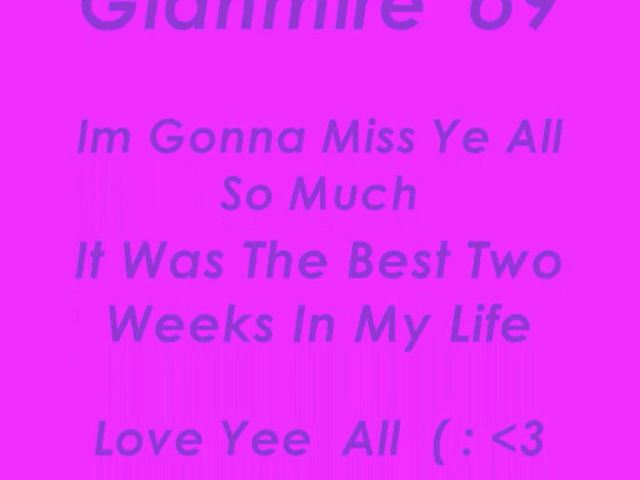 Glanmire
Im Gonna Miss Ye All
So Much
It Was The Best Two
Weeks In My Life
Love Yee All ( : <3